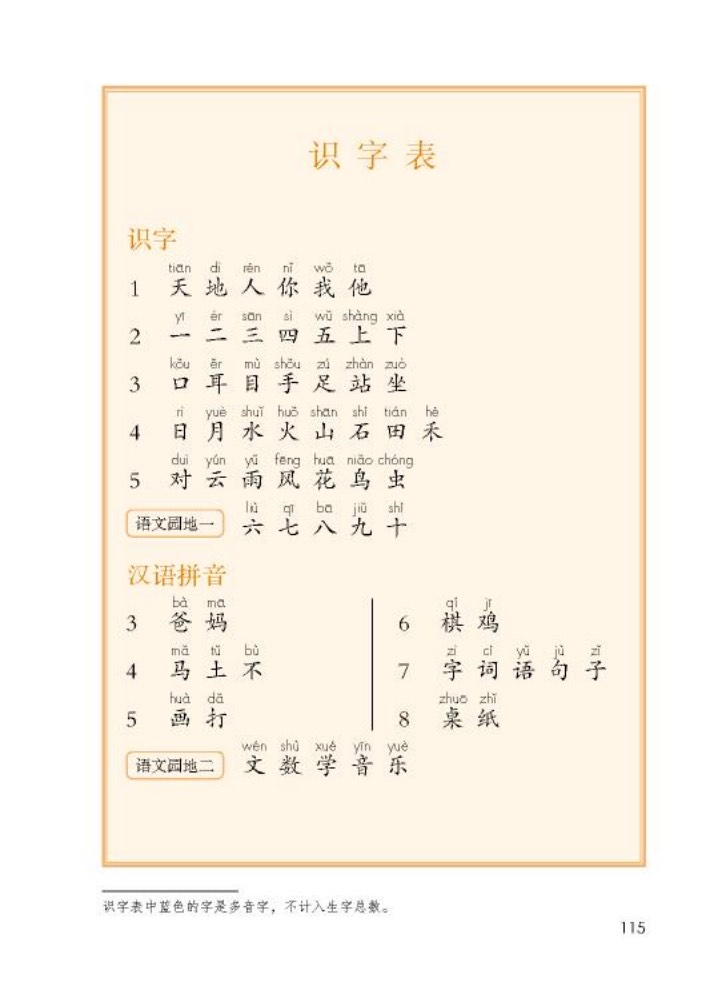 识字表
识字
tiān dì rén nǐ wǒ tā
1 天 地 人 你 我 他
yī èr sān sì wǔ shàng xià
2 一 二 三 四 五 上 下
kǒu ěr mù shǒu zú zhàn zuò
3 口 耳 目 手 足 站 坐
rì yuè shuǐ huǒ shān shí tián hé
4 日 月 水 火 山 石 田 禾
duì yún yǔ fēng huā niǎo chóng
5 对 云 雨 风 花 鸟 虫
liù qī bā jiǔ shí
语文园地一 六 七 八 九 十
汉语拼音
bà mā
3 爸 妈
mǎ tǔ bù
4 马 土 不
huà dǎ
5 画 打
qí jī
6 棋 鸡
zì cí yǔ jù zǐ
7 字 词 语 句 子
zhuō zhǐ
8 桌 纸
wén shù xué yīn yuè
语文园地二 文 数 学 音 乐
识字表中蓝色的字是多音字，不计入生字总数。
115